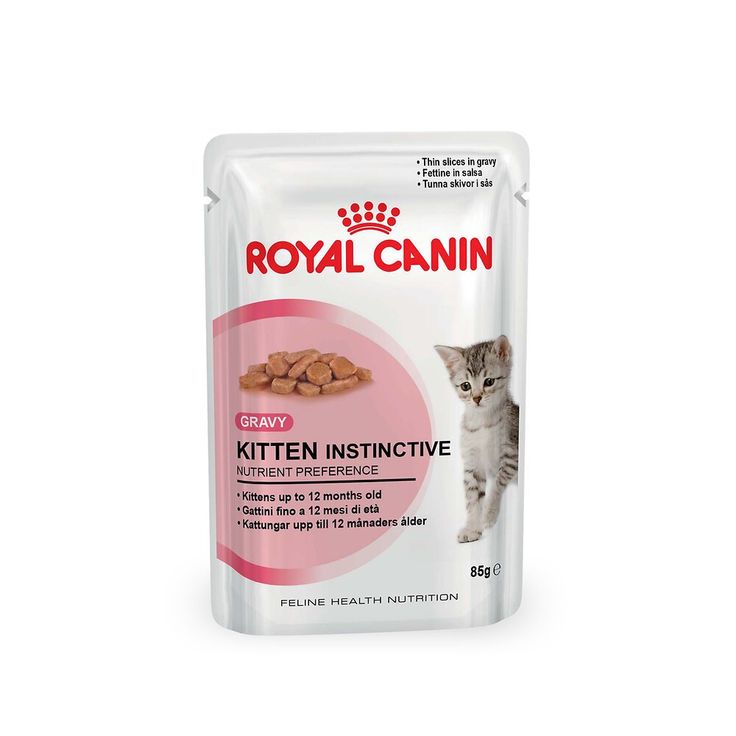 • Thin slices in gravy
• Fettine in salsa
• Tunna skivor i sås
ROYAL CANIN
GRAVY
KITTEN INSTINCTIVE
NUTRIENT PREFERENCE
• Kittens up to 12 months old
• Gattini fino a 12 mesi di età
• Kattungar upp till 12 månaders ålder
85g ℮
FELINE HEALTH NUTRITION